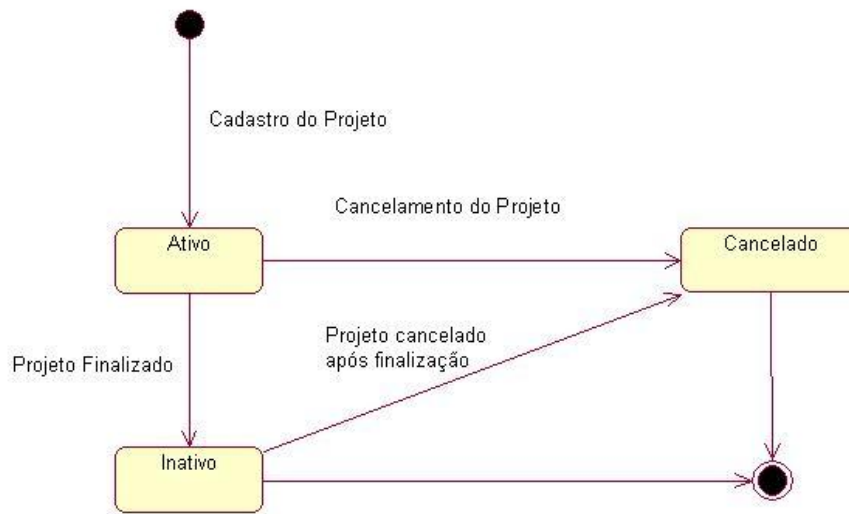 Cadastro do Projeto
Cancelamento do Projeto
Ativo
Cancelado
Projeto cancelado
após finalização
Projeto Finalizado
Inativo